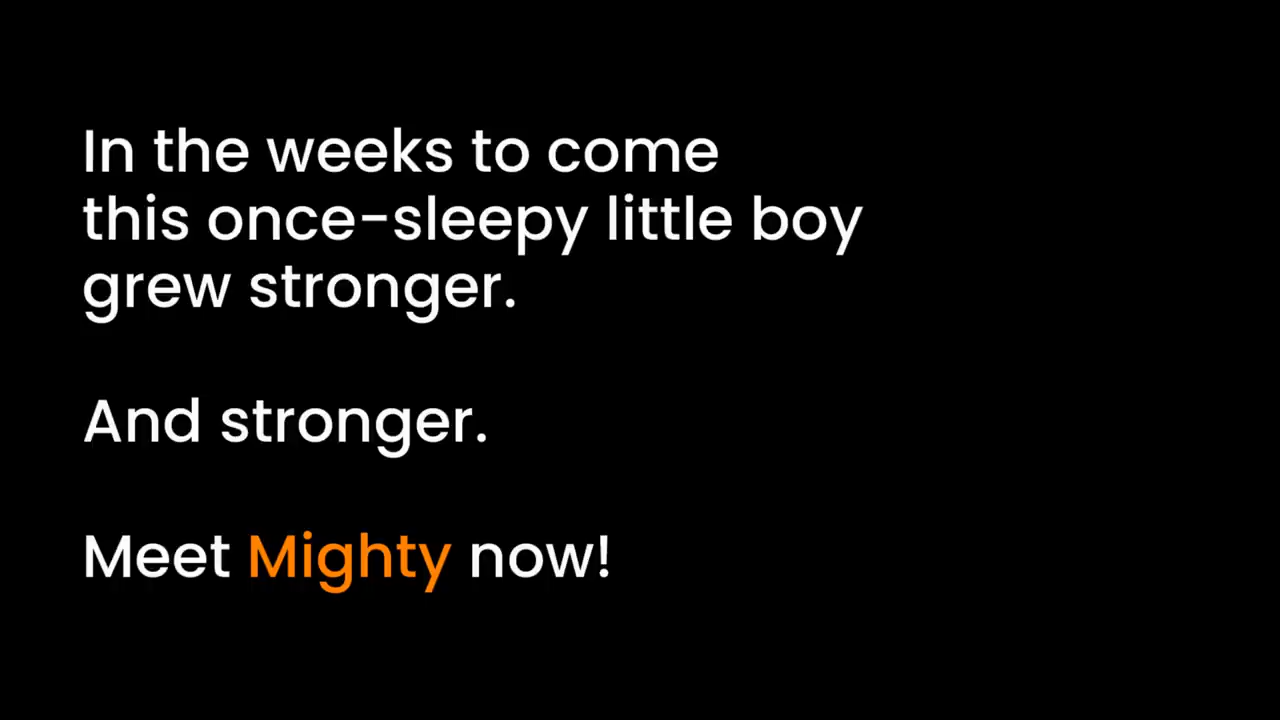 In the weeks to come
this once-sleepy little boy
grew stronger.
And stronger.
Meet Mighty now!